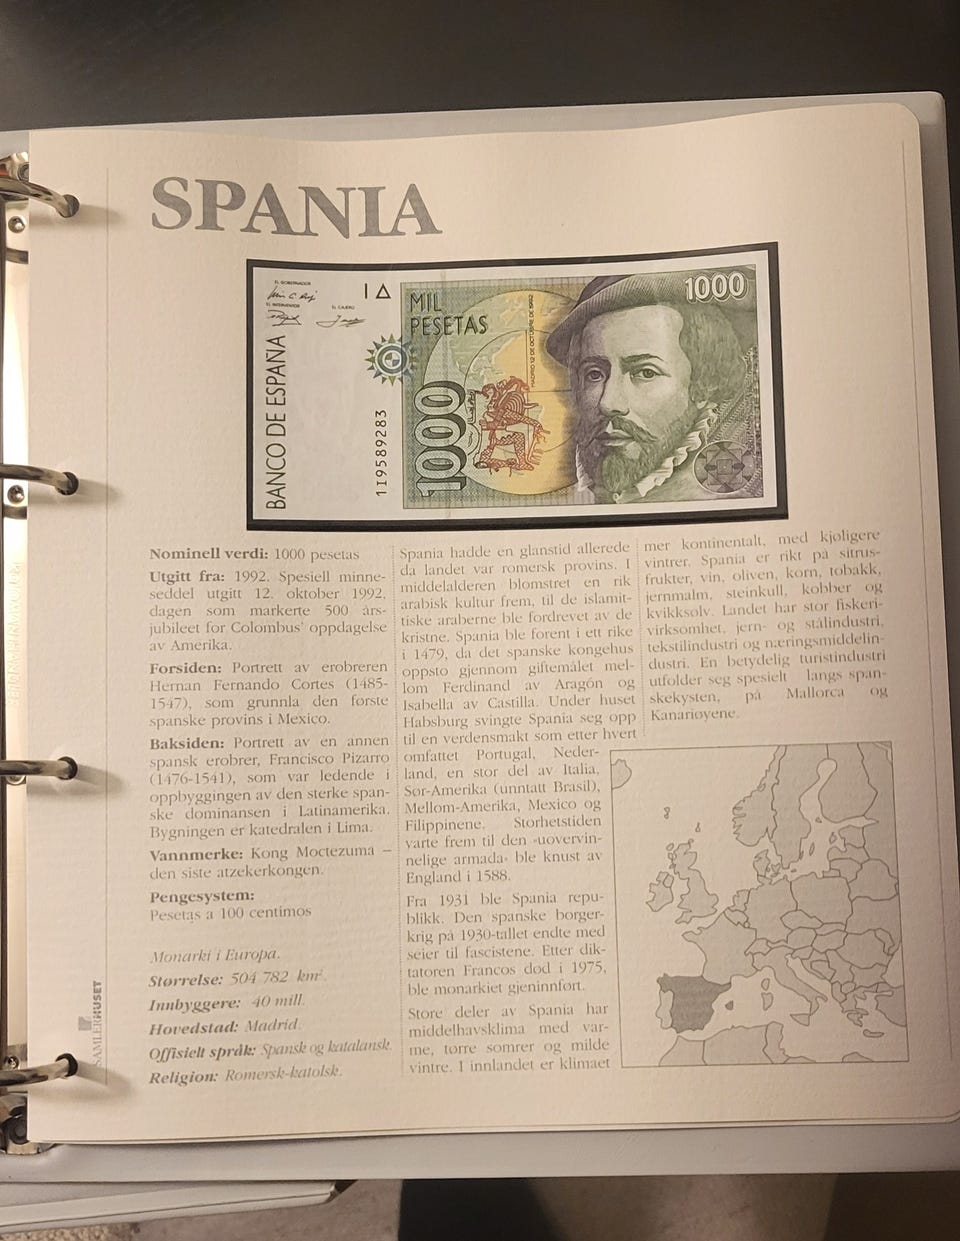 SPANIA
EL GOBERNADOR
EL INTERVENTOR
EL CAJERO
BANCO DE ESPAÑA
1I9589283
MIL
PESETAS
1000
MADRID 12 DE OCTUBRE DE 1992
1000
Nominell verdi: 1000 pesetas
Utgitt fra: 1992. Spesiell minne-
seddel utgitt 12. oktober 1992,
dagen som markerte 500 års-
jubileet for Colombus' oppdagelse
av Amerika.
Forsiden: Portrett av erobreren
Hernan Fernando Cortes (1485-
1547), som grunnla den første
spanske provins i Mexico.
Baksiden: Portrett av en annen
spansk erobrer, Francisco Pizarro
(1476-1541), som var ledende i
oppbyggingen av den sterke span-
ske dominansen i Latinamerika.
Bygningen er katedralen i Lima.
Vannmerke: Kong Moctezuma –
den siste atzekerkongen.
Pengesystem:
Pesetas a 100 centimos
Monarki i Europa.
Størrelse: 504 782 km².
Innbyggere: 40 mill.
Hovedstad: Madrid.
Offisielt språk: Spansk og katalansk.
Religion: Romersk-katolsk.
Spania hadde en glanstid allerede
da landet var romersk provins. I
middelalderen blomstret en rik
arabisk kultur frem, til de islamit-
tiske araberne ble fordrevet av de
kristne. Spania ble forent i ett rike
i 1479, da det spanske kongehus
oppsto gjennom giftemålet mel-
lom Ferdinand av Aragón og
Isabella av Castilla. Under huset
Habsburg svingte Spania seg opp
til en verdensmakt som etter hvert
omfattet Portugal, Neder-
land, en stor del av Italia,
Sør-Amerika (unntatt Brasil),
Mellom-Amerika, Mexico og
Filippinene. Storhetstiden
varte frem til den «uovervin-
nelige armada» ble knust av
England i 1588.
Fra 1931 ble Spania repu-
blikk. Den spanske borger-
krig på 1930-tallet endte med
seier til fascistene. Etter dik-
tatoren Francos død i 1975,
ble monarkiet gjeninnført.
Store deler av Spania har
middelhavsklima med var-
me, tørre somrer og milde
vintre. I innlandet er klimaet
mer kontinentalt, med kjøligere
vintrer. Spania er rikt på sitrus-
frukter, vin, oliven, korn, tobakk,
jernmalm, steinkull, kobber og
kvikksølv. Landet har stor fiskeri-
virksomhet, jern- og stålindustri,
tekstilindustri og næringsmiddelin-
dustri. En betydelig turistindustri
utfolder seg spesielt langs span-
skekysten, på Mallorca og
Kanariøyene.
SAMLERHUSET